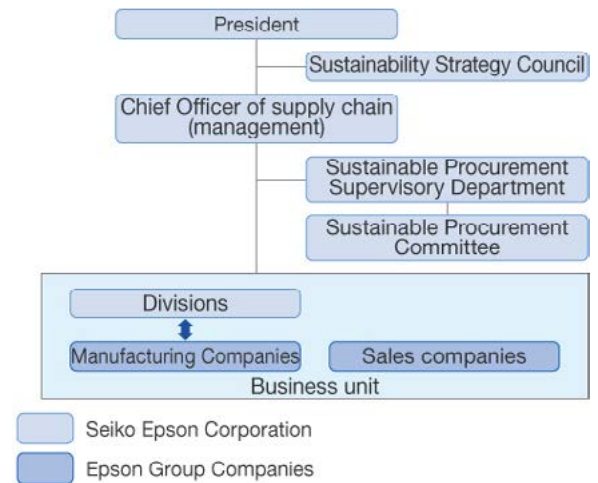 President
Sustainability Strategy Council
Chief Officer of supply chain
(management)
Sustainable Procurement
Supervisory Department
Sustainable Procurement
Committee
Divisions
Manufacturing Companies
Sales companies
Business unit
Seiko Epson Corporation
Epson Group Companies